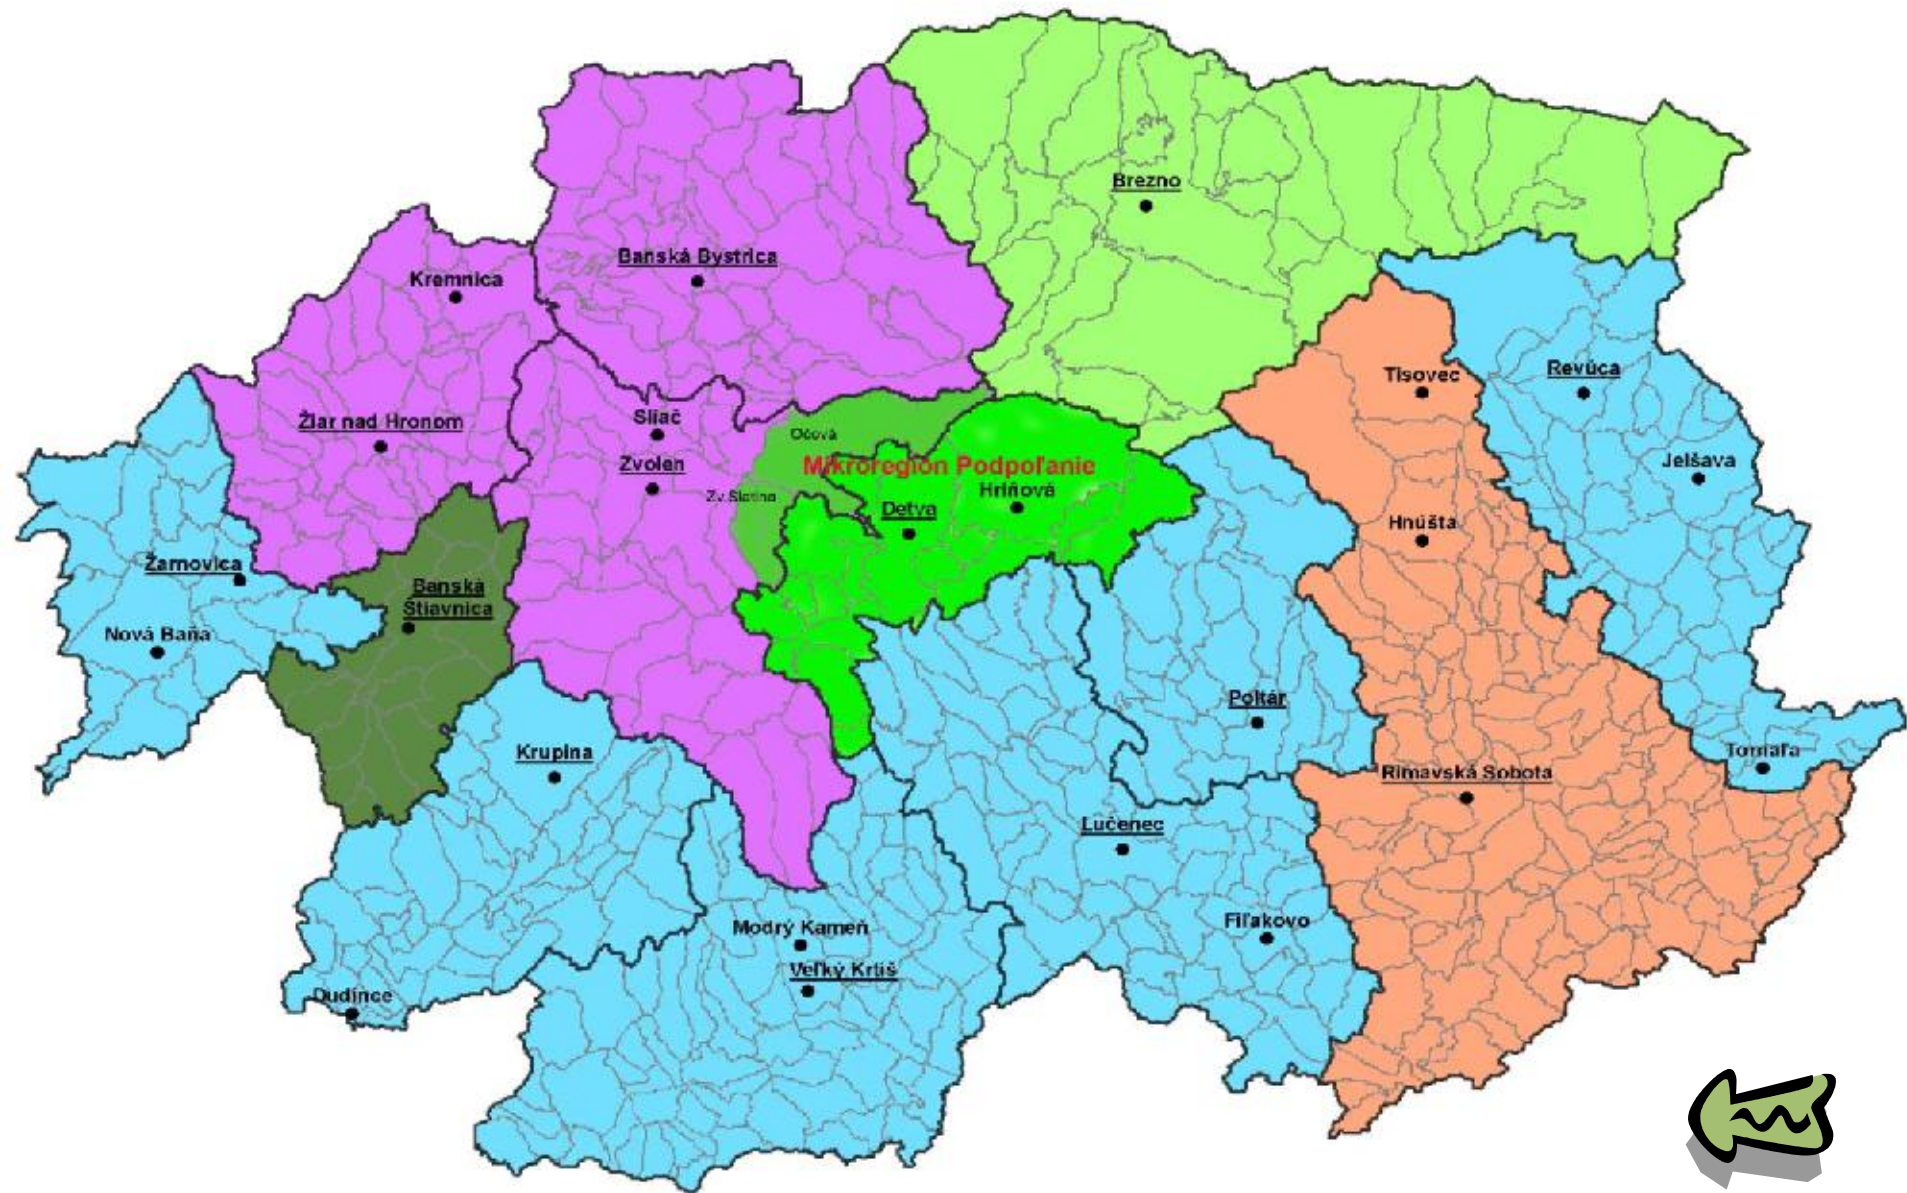 Brezno
Banská Bystrica
Kremnica
Tisovec
Revúca
Žiar nad Hronom
Sliač
Očová
Zvolen
Mikroregión Podpoľanie
Jelšava
Hriňová
Zv.Slatina
Detva
Hnúšťa
Žarnovica
Banská
Štiavnica
Nová Baňa
Poltár
Krupina
Tornaľa
Rimavská Sobota
Lučenec
Fiľakovo
Modrý Kameň
Veľký Krtíš
Dudince